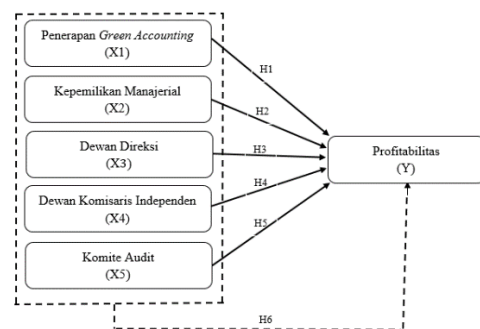 Penerapan Green Accounting
(X1)
Kepemilikan Manajerial
(X2)
Dewan Direksi
(X3)
Dewan Komisaris Independen
(X4)
Komite Audit
(X5)
H1
H2
H3
H4
H5
Profitabilitas
(Y)
H6